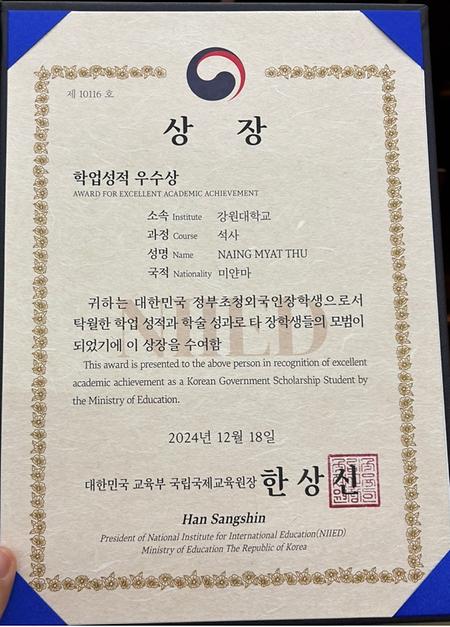 제 10116 호
상 장
학업성적 우수상
AWARD FOR EXCELLENT ACADEMIC ACHIEVEMENT
소속 Institute 강원대학교
과정 Course 석사
성명 Name NAING MYAT THU
국적 Nationality 미얀마
귀하는 대한민국 정부초청외국인장학생으로서
탁월한 학업 성적과 학술 성과로 타 장학생들의 모범이
되었기에 이 상장을 수여함
NIIED
This award is presented to the above person in recognition of excellent
academic achievement as a Korean Government Scholarship Student by
the Ministry of Education.
2024년 12월 18일
대한민국 교육부 국립국제교육원장 한 상 신
Han Sangshin
President of National Institute for International Education(NIIED)
Ministry of Education The Republic of Korea